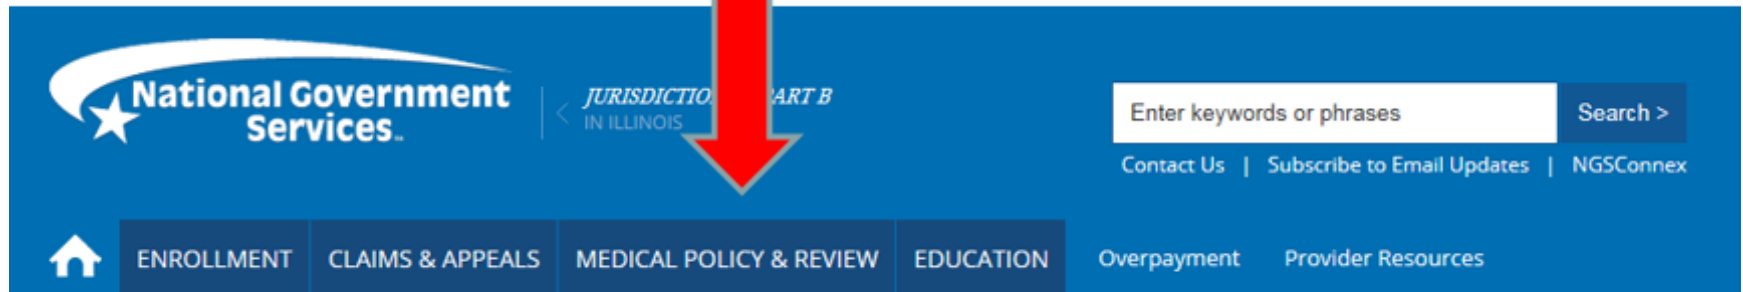 National Government
Services
JURISDICTIO ART B
IN ILLINOIS
Enter keywords or phrases
Search >
Contact Us | Subscribe to Email Updates | NGSConnex
ENROLLMENT CLAIMS & APPEALS MEDICAL POLICY & REVIEW EDUCATION Overpayment Provider Resources